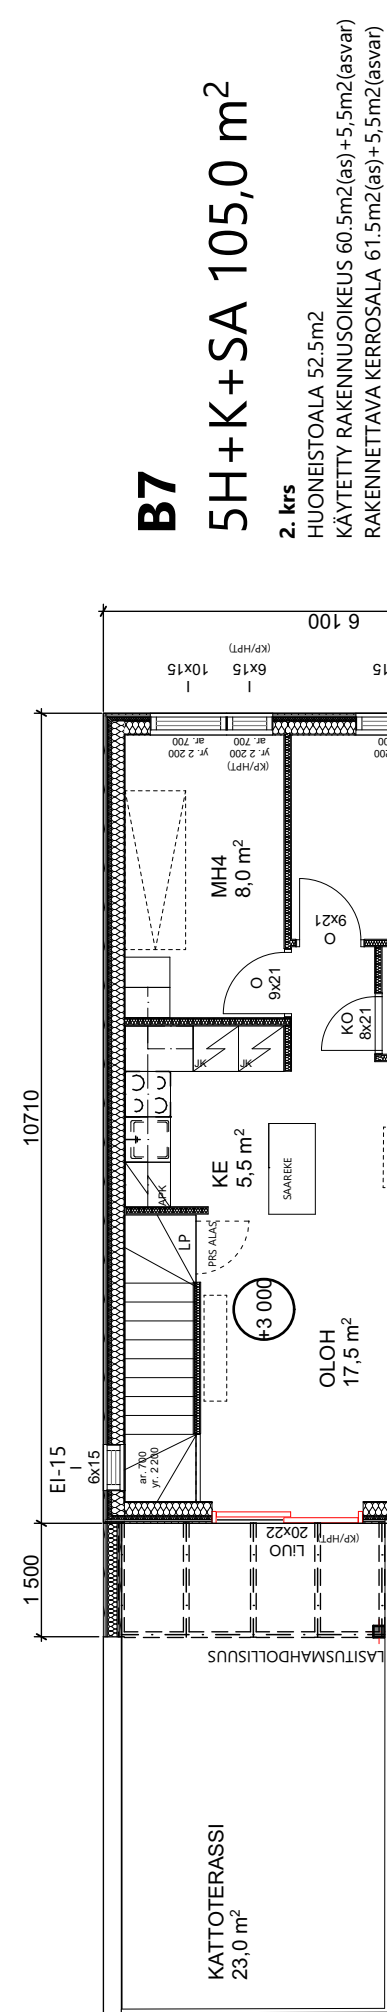 B7
5H+K+SA 105,0 m²
2. krs
HUONEISTOALA 52.5m2
KÄYTETTY RAKENNUSOIKEUS 60.5m2(as)+5,5m2(asvar)
RAKENNETTAVA KERROSALA 61.5m2(as)+5,5m2(asvar)
6 100
10710
1 500
I
10x15
I
6x15
(KP/HPT)
yr. 2 200
ar. 700
yr. 2 200
ar. 700
(KP/HPT)
MH4
8,0 m²
O
9x21
O
9x21
KO
8x21
JK
JK
KE
5,5 m²
SAAREKE
APK
LP
PRS ALAS
+3 000
OLOH
17,5 m²
EI-15
I
6x15
ar. 700
yr. 2 200
LiUO
20x22
(KP/HPT)
LASITUSMAHDOLLISUUS
KATTOTERASSI
23,0 m²